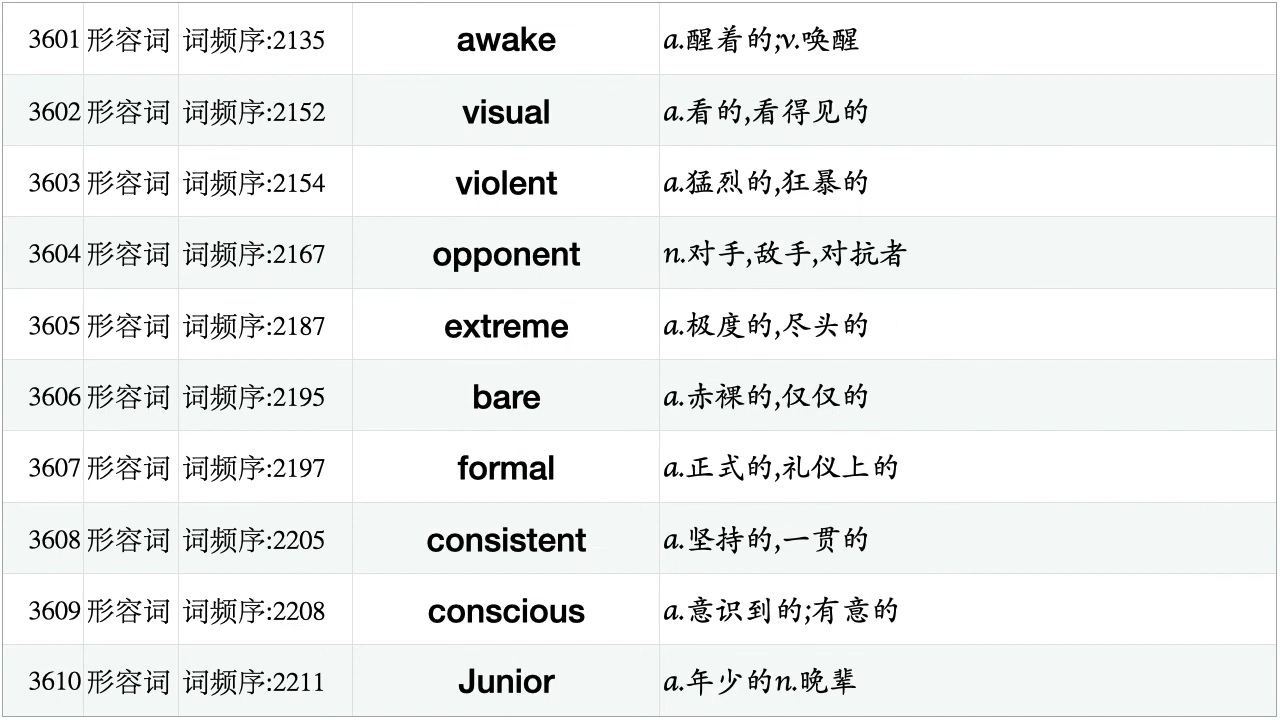 3601 形容词 词频序:2135 awake a.醒着的;v.唤醒
3602 形容词 词频序:2152 visual a.看的,看得见的
3603 形容词 词频序:2154 violent a.猛烈的,狂暴的
3604 形容词 词频序:2167 opponent n.对手,敌手,对抗者
3605 形容词 词频序:2187 extreme a.极度的,尽头的
3606 形容词 词频序:2195 bare a.赤裸的,仅仅的
3607 形容词 词频序:2197 formal a.正式的,礼仪上的
3608 形容词 词频序:2205 consistent a.坚持的,一贯的
3609 形容词 词频序:2208 conscious a.意识到的;有意的
3610 形容词 词频序:2211 Junior a.年少的n.晚辈